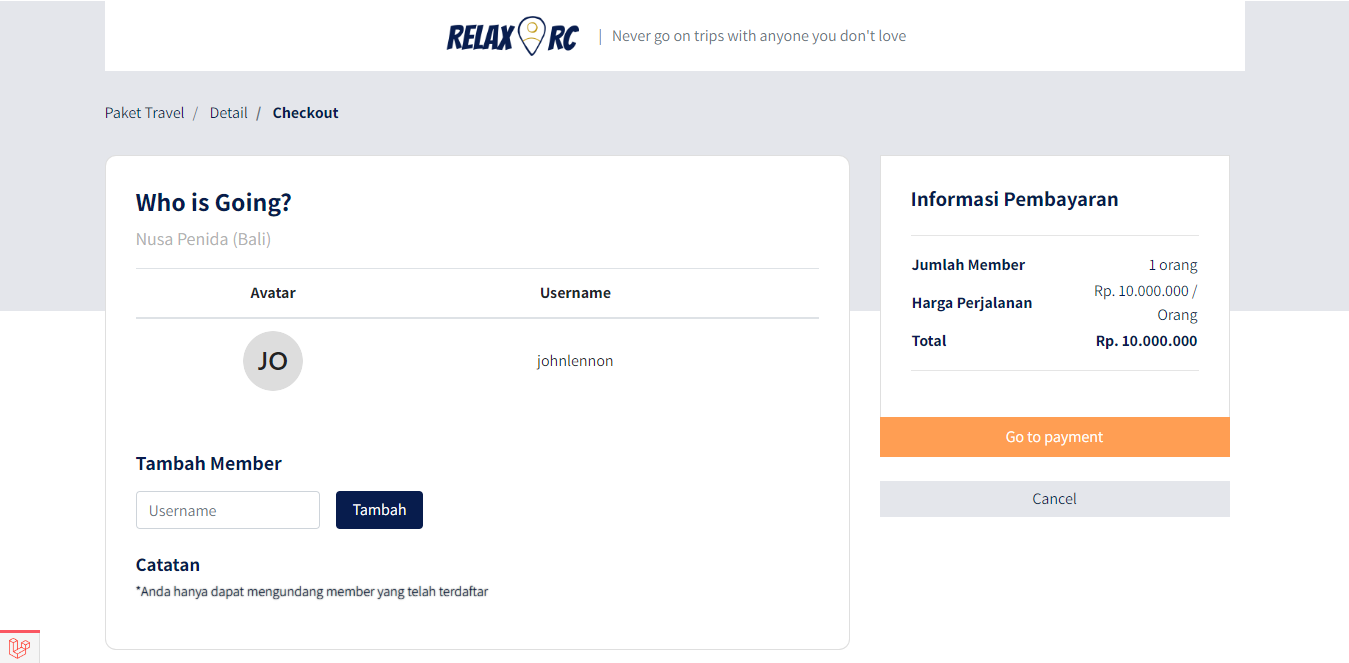 RELAX RC | Never go on trips with anyone you don't love
Paket Travel / Detail / Checkout
Who is Going?
Nusa Penida (Bali)
Avatar Username
JO johnlennon
Tambah Member
Username Tambah
Catatan
*Anda hanya dapat mengundang member yang telah terdaftar
Informasi Pembayaran
Jumlah Member 1 orang
Harga Perjalanan Rp. 10.000.000 /
Orang
Total Rp. 10.000.000
Go to payment
Cancel